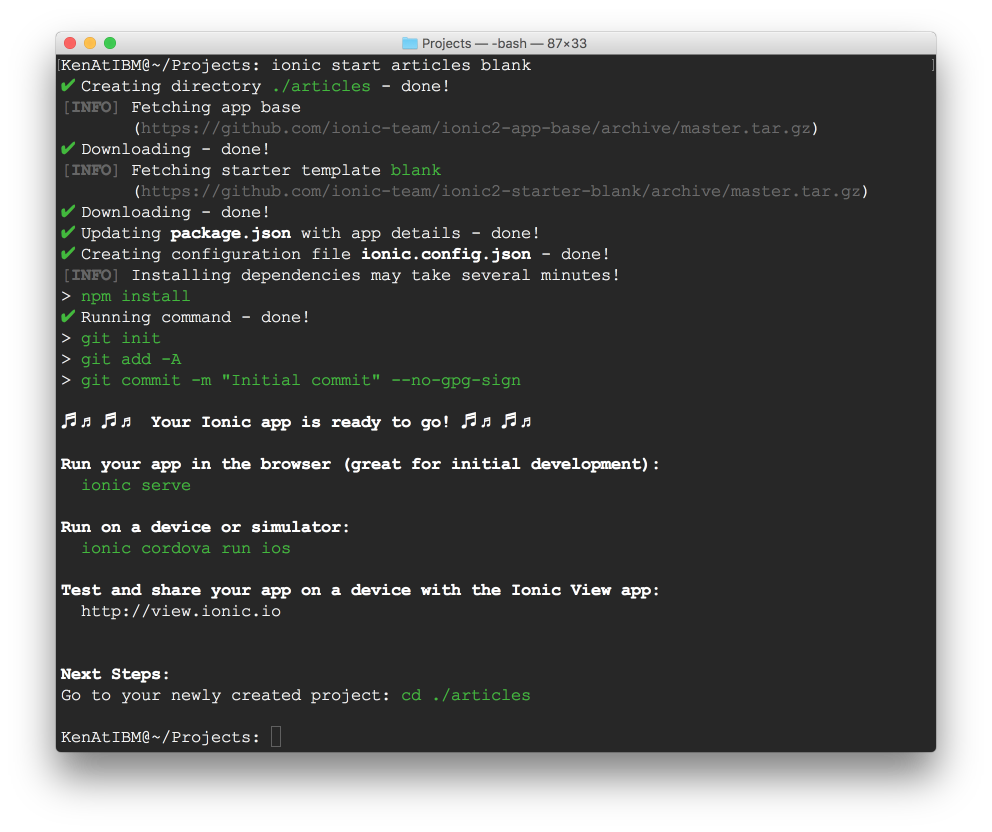 Projects — -bash — 87×33
KenAtIBM@~/Projects: ionic start articles blank
✔ Creating directory ./articles - done!
[INFO] Fetching app base
(https://github.com/ionic-team/ionic2-app-base/archive/master.tar.gz)
✔ Downloading - done!
[INFO] Fetching starter template blank
(https://github.com/ionic-team/ionic2-starter-blank/archive/master.tar.gz)
✔ Downloading - done!
✔ Updating package.json with app details - done!
✔ Creating configuration file ionic.config.json - done!
[INFO] Installing dependencies may take several minutes!
> npm install
✔ Running command - done!
> git init
> git add -A
> git commit -m "Initial commit" --no-gpg-sign
♬♬ ♬♬ Your Ionic app is ready to go! ♬♬ ♬♬
Run your app in the browser (great for initial development):
ionic serve
Run on a device or simulator:
ionic cordova run ios
Test and share your app on a device with the Ionic View app:
http://view.ionic.io
Next Steps:
Go to your newly created project: cd ./articles
KenAtIBM@~/Projects: